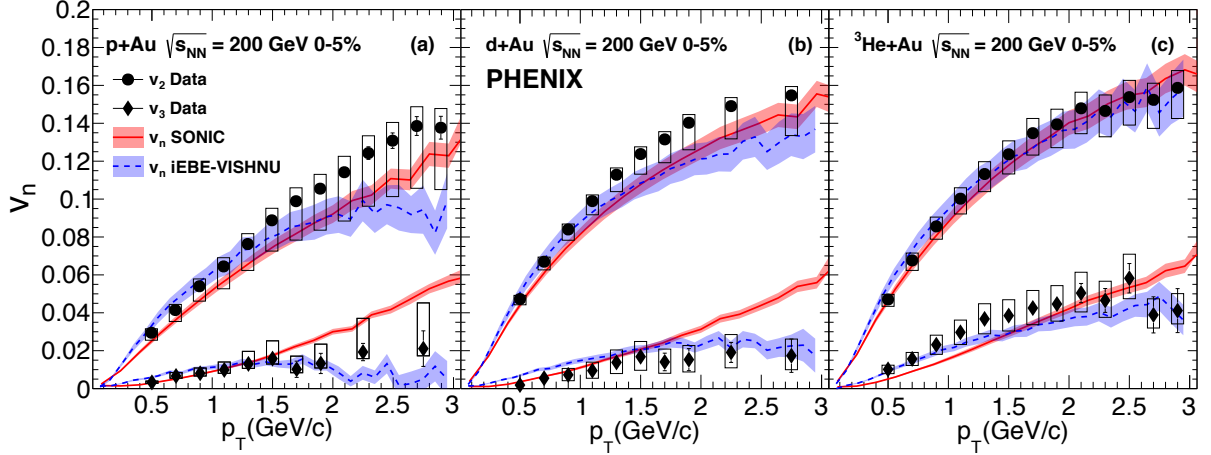 p+Au √sNN = 200 GeV 0-5% (a)
v2 Data
v3 Data
vn SONIC
vn iEBE-VISHNU
d+Au √sNN = 200 GeV 0-5% (b)
PHENIX
3He+Au √sNN = 200 GeV 0-5% (c)
vn
0.2
0.18
0.16
0.14
0.12
0.1
0.08
0.06
0.04
0.02
0
0.5 1 1.5 2 2.5 3
0.5 1 1.5 2 2.5 3
0.5 1 1.5 2 2.5 3
pT(GeV/c)
pT(GeV/c)
pT(GeV/c)